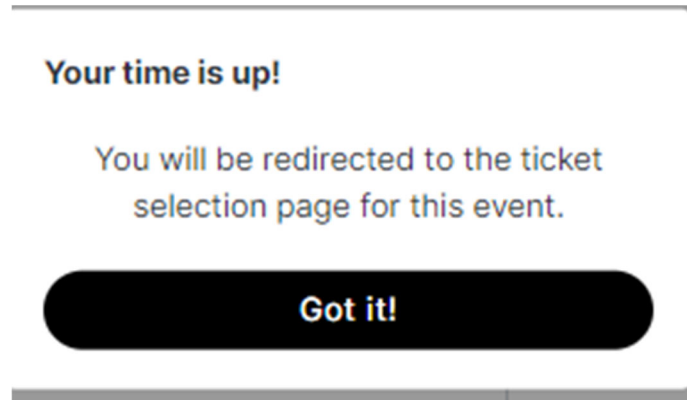 Your time is up!
You will be redirected to the ticket
selection page for this event.
Got it!